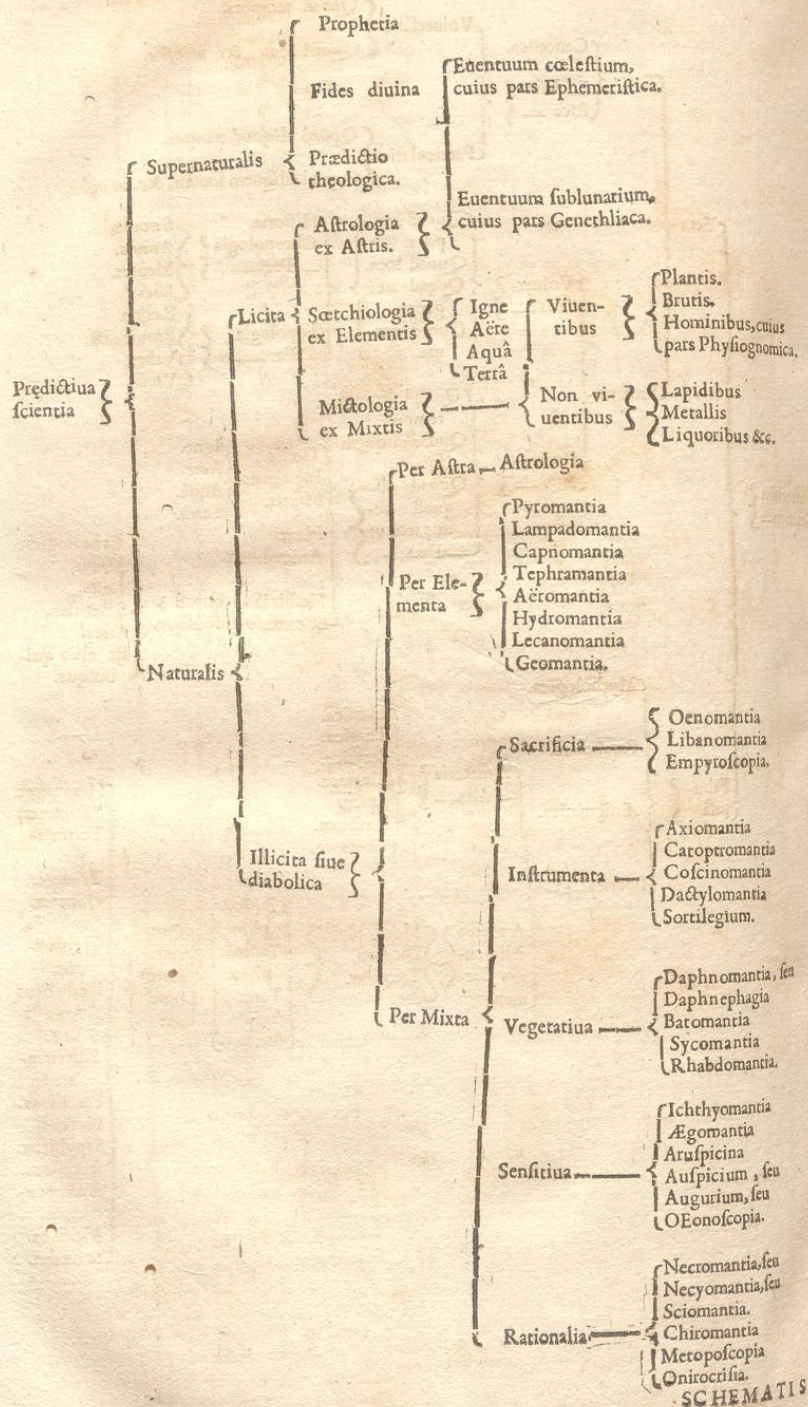 Prophetia
Fides diuina
Euentuum cœleſtium,
cuius pars Ephemeriſtica.
Supernaturalis
Prædictio
theologica.
Euentuum ſublunarium,
cuius pars Genethliaca.
Aſtrologia
ex Aſtris.
Licita
Sœtchiologia
ex Elementis
Igne
Aëre
Aquâ
Terrâ
Viuen-
tibus
Plantis.
Brutis.
Hominibus, cuius
pars Phyſiognomica.
Prędictiua
ſcientia
Mictologia
ex Mixtis
Non vi-
uentibus
Lapidibus
Metallis
Liquoribus &c.
Per Aſtra
Aſtrologia
Per Ele-
menta
Pyromantia
Lampadomantia
Capnomantia
Tephramantia
Aëromantia
Hydromantia
Lecanomantia
Geomantia.
Naturalis
Sacrificia
Oenomantia
Libanomantia
Empyroſcopia.
Illicita ſiue
diabolica
Inſtrumenta
Axiomantia
Catoptromantia
Coſcinomantia
Dactylomantia
Sortilegium.
Per Mixta
Vegetatiua
Daphnomantia, ſeu
Daphnephagia
Batomantia
Sycomantia
Rhabdomantia.
Senſitiua
Ichthyomantia
Ægomantia
Aruſpicina
Auſpicium, ſeu
Augurium, ſeu
OEonoſcopia.
Rationalia
Necromantia, ſeu
Necyomantia, ſeu
Sciomantia.
Chiromantia
Metopoſcopia
Onirocriſia.
SCHEMATIS